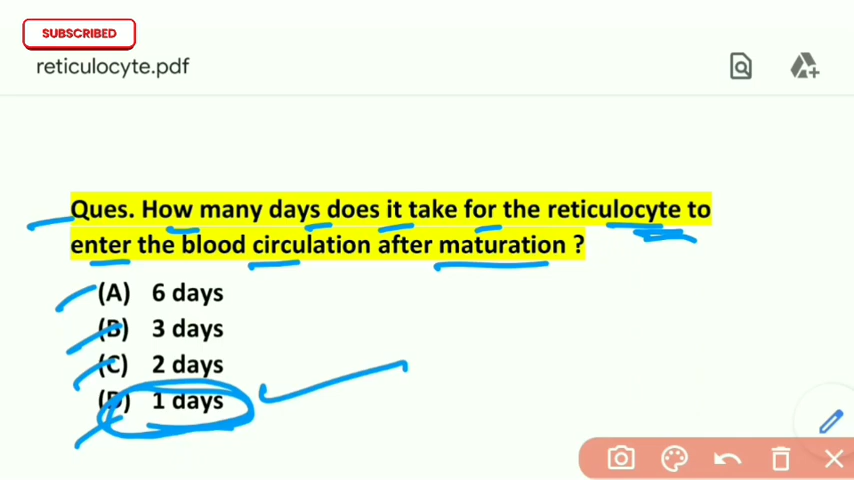 SUBSCRIBED
reticulocyte.pdf
Ques. How many days does it take for the reticulocyte to
enter the blood circulation after maturation ?
(A) 6 days
(B) 3 days
(C) 2 days
(D) 1 days